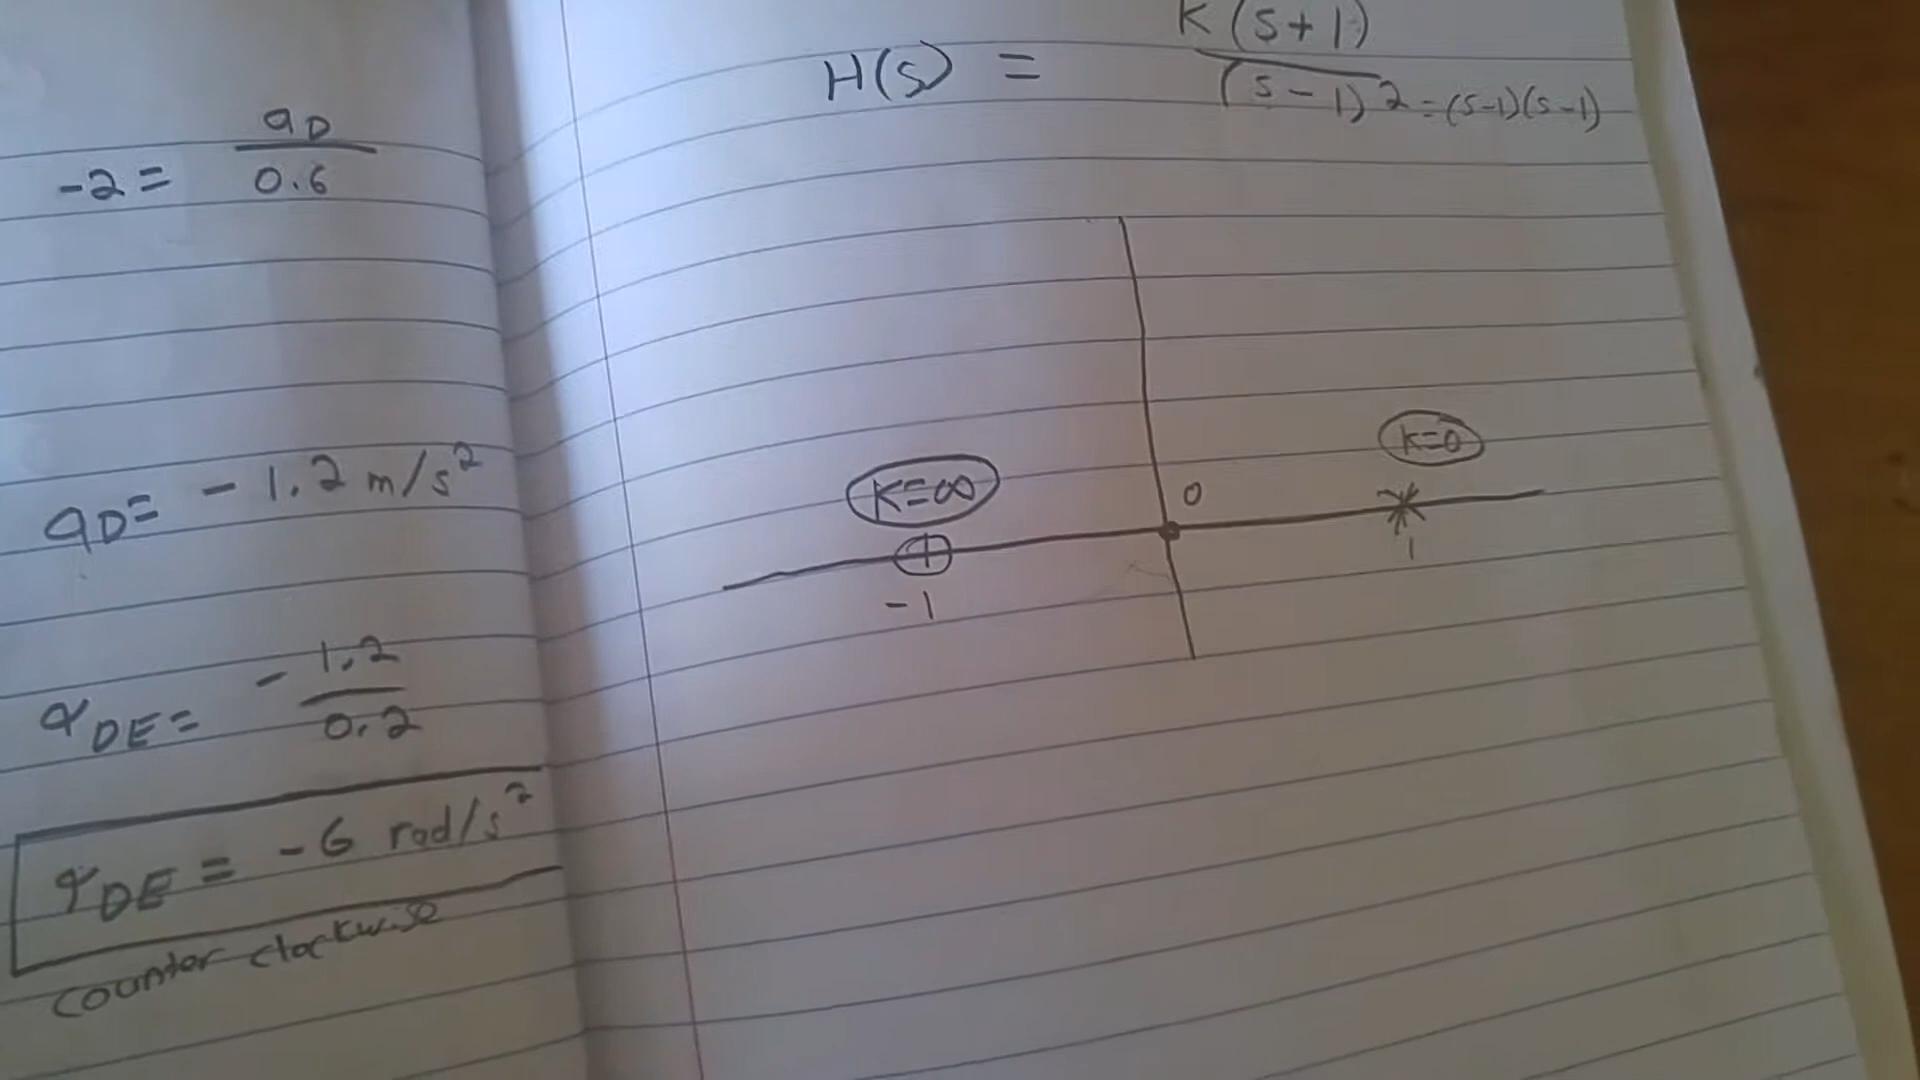 -2 = aD / 0.6
aD = - 1.2 m/s²
αDE = - 1.2 / 0.2
αDE = - 6 rad/s²
counter clockwise
H(s) = K(s+1) / (s-1)² = (s-1)(s-1)
K=∞
K=0
0
-1
1